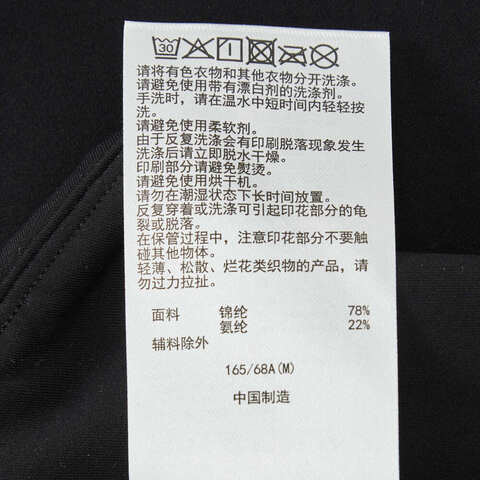 30
请将有色衣物和其他衣物分开洗涤。
请避免使用带有漂白剂的洗涤剂。
手洗时，请在温水中短时间内轻轻按
洗。
请避免使用柔软剂。
由于反复洗涤会有印刷脱落现象发生
洗涤后请立即脱水干燥。
印刷部分请避免熨烫。
请避免使用烘干机。
请勿在潮湿状态下长时间放置。
反复穿着或洗涤可引起印花部分的龟
裂或脱落。
在保管过程中，注意印花部分不要触
碰其他物体。
轻薄、松散、烂花类织物的产品，请
勿过力拉扯。
面料 锦纶 78%
氨纶 22%
辅料除外
165/68A(M)
中国制造